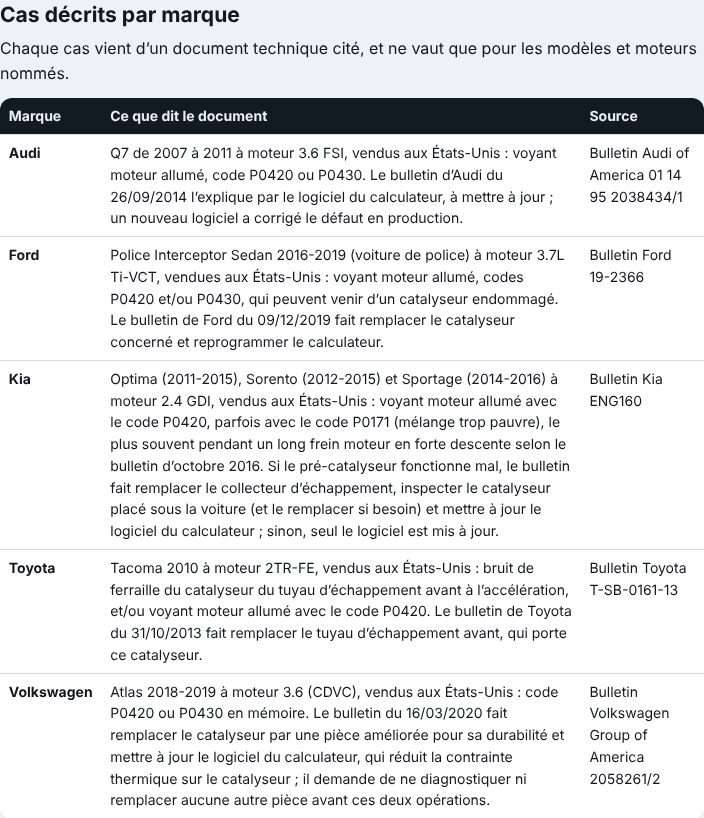 Cas décrits par marque
Chaque cas vient d’un document technique cité, et ne vaut que pour les modèles et moteurs
nommés.
Marque
Ce que dit le document
Source
Audi
Q7 de 2007 à 2011 à moteur 3.6 FSI, vendus aux États-Unis : voyant
moteur allumé, code P0420 ou P0430. Le bulletin d’Audi du
26/09/2014 l’explique par le logiciel du calculateur, à mettre à jour ;
un nouveau logiciel a corrigé le défaut en production.
Bulletin Audi of
America 01 14
95 2038434/1
Ford
Police Interceptor Sedan 2016-2019 (voiture de police) à moteur 3.7L
Ti-VCT, vendues aux États-Unis : voyant moteur allumé, codes
P0420 et/ou P0430, qui peuvent venir d’un catalyseur endommagé.
Le bulletin de Ford du 09/12/2019 fait remplacer le catalyseur
concerné et reprogrammer le calculateur.
Bulletin Ford
19-2366
Kia
Optima (2011-2015), Sorento (2012-2015) et Sportage (2014-2016) à
moteur 2.4 GDI, vendus aux États-Unis : voyant moteur allumé avec
le code P0420, parfois avec le code P0171 (mélange trop pauvre), le
plus souvent pendant un long frein moteur en forte descente selon le
bulletin d’octobre 2016. Si le pré-catalyseur fonctionne mal, le bulletin
fait remplacer le collecteur d’échappement, inspecter le catalyseur
placé sous la voiture (et le remplacer si besoin) et mettre à jour le
logiciel du calculateur ; sinon, seul le logiciel est mis à jour.
Bulletin Kia
ENG160
Toyota
Tacoma 2010 à moteur 2TR-FE, vendus aux États-Unis : bruit de
ferraille du catalyseur du tuyau d’échappement avant à l’accélération,
et/ou voyant moteur allumé avec le code P0420. Le bulletin de Toyota
du 31/10/2013 fait remplacer le tuyau d’échappement avant, qui porte
ce catalyseur.
Bulletin Toyota
T-SB-0161-13
Volkswagen
Atlas 2018-2019 à moteur 3.6 (CDVC), vendus aux États-Unis : code
P0420 ou P0430 en mémoire. Le bulletin du 16/03/2020 fait
remplacer le catalyseur par une pièce améliorée pour sa durabilité et
mettre à jour le logiciel du calculateur, qui réduit la contrainte
thermique sur le catalyseur ; il demande de ne diagnostiquer ni
remplacer aucune autre pièce avant ces deux opérations.
Bulletin
Volkswagen
Group of
America
2058261/2